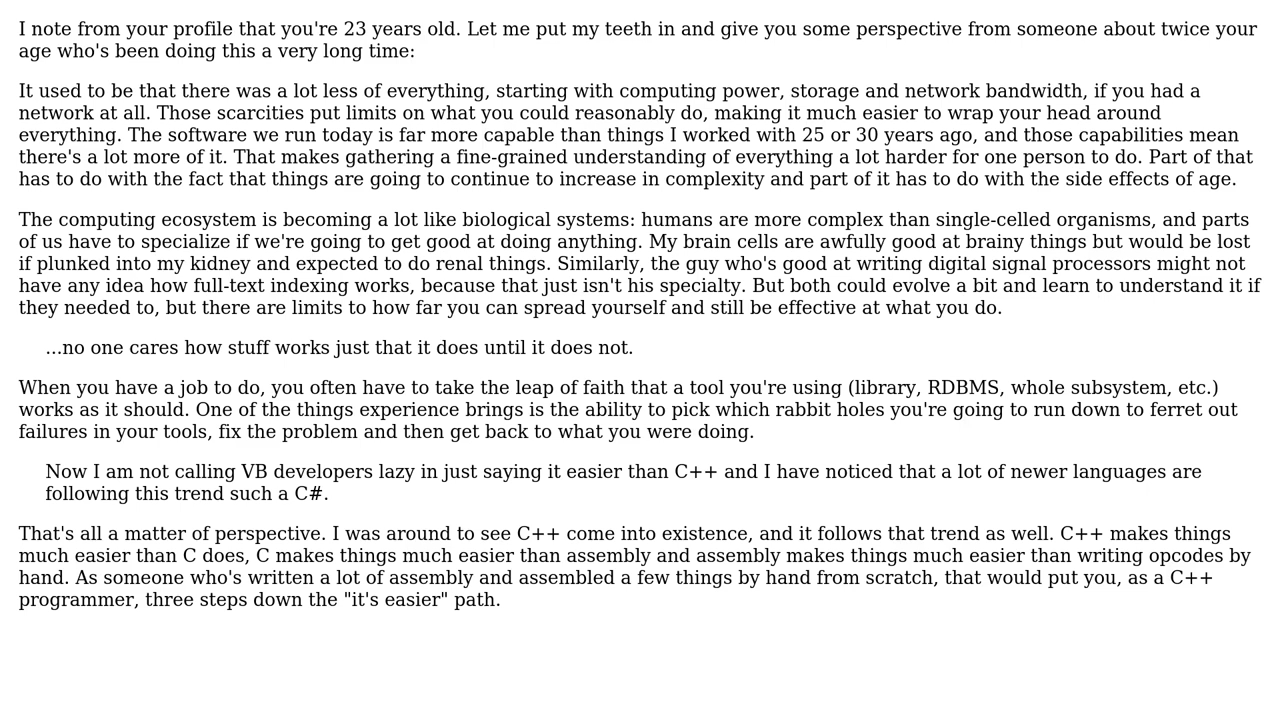 I note from your profile that you're 23 years old. Let me put my teeth in and give you some perspective from someone about twice your
age who's been doing this a very long time:
It used to be that there was a lot less of everything, starting with computing power, storage and network bandwidth, if you had a
network at all. Those scarcities put limits on what you could reasonably do, making it much easier to wrap your head around
everything. The software we run today is far more capable than things I worked with 25 or 30 years ago, and those capabilities mean
there's a lot more of it. That makes gathering a fine-grained understanding of everything a lot harder for one person to do. Part of that
has to do with the fact that things are going to continue to increase in complexity and part of it has to do with the side effects of age.
The computing ecosystem is becoming a lot like biological systems: humans are more complex than single-celled organisms, and parts
of us have to specialize if we're going to get good at doing anything. My brain cells are awfully good at brainy things but would be lost
if plunked into my kidney and expected to do renal things. Similarly, the guy who's good at writing digital signal processors might not
have any idea how full-text indexing works, because that just isn't his specialty. But both could evolve a bit and learn to understand it if
they needed to, but there are limits to how far you can spread yourself and still be effective at what you do.
...no one cares how stuff works just that it does until it does not.
When you have a job to do, you often have to take the leap of faith that a tool you're using (library, RDBMS, whole subsystem, etc.)
works as it should. One of the things experience brings is the ability to pick which rabbit holes you're going to run down to ferret out
failures in your tools, fix the problem and then get back to what you were doing.
Now I am not calling VB developers lazy in just saying it easier than C++ and I have noticed that a lot of newer languages are
following this trend such a C#.
That's all a matter of perspective. I was around to see C++ come into existence, and it follows that trend as well. C++ makes things
much easier than C does, C makes things much easier than assembly and assembly makes things much easier than writing opcodes by
hand. As someone who's written a lot of assembly and assembled a few things by hand from scratch, that would put you, as a C++
programmer, three steps down the "it's easier" path.